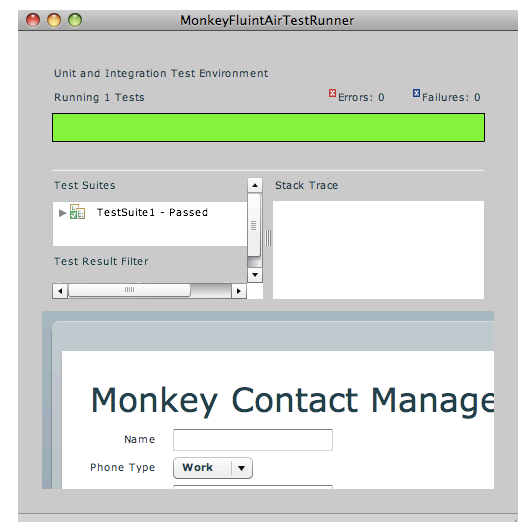 MonkeyFluintAirTestRunner
Unit and Integration Test Environment
Running 1 Tests
x Errors: 0
x Failures: 0
Test Suites
Stack Trace
TestSuite1 - Passed
Test Result Filter
Monkey Contact Manage
Name
Phone Type
Work